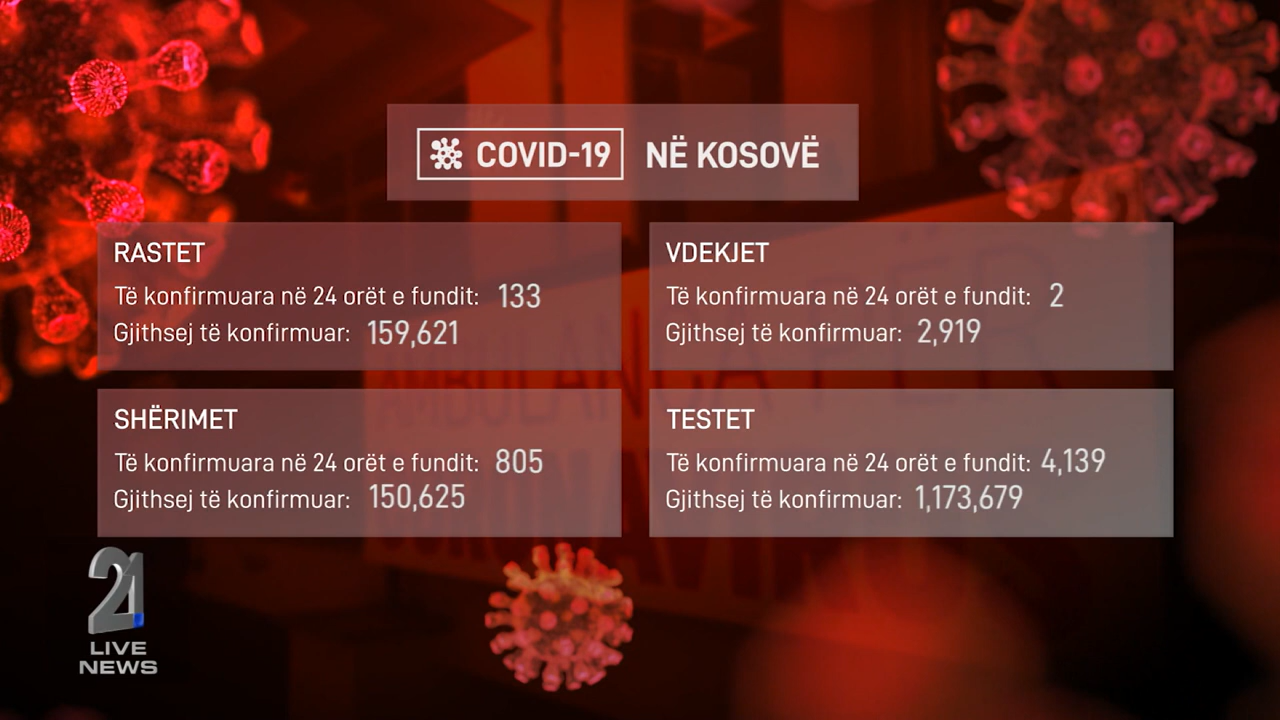 COVID-19 NË KOSOVË
RASTET
Të konfirmuara në 24 orët e fundit: 133
Gjithsej të konfirmuar: 159,621
VDEKJET
Të konfirmuara në 24 orët e fundit: 2
Gjithsej të konfirmuar: 2,919
SHËRIMET
Të konfirmuara në 24 orët e fundit: 805
Gjithsej të konfirmuar: 150,625
TESTET
Të konfirmuara në 24 orët e fundit: 4,139
Gjithsej të konfirmuar: 1,173,679
21
LIVE
NEWS